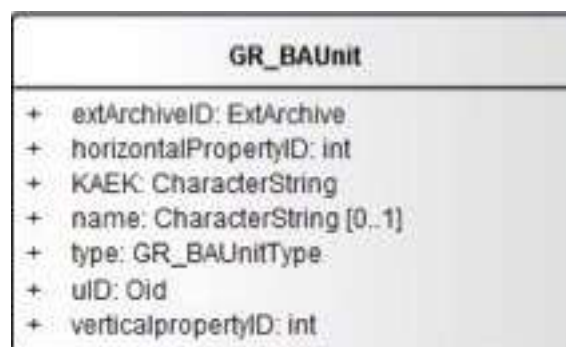 GR_BAUnit
+ extArchiveID: ExtArchive
+ horizontalPropertyID: int
+ KAEK: CharacterString
+ name: CharacterString [0..1]
+ type: GR_BAUnitType
+ uID: Oid
+ verticalpropertyID: int